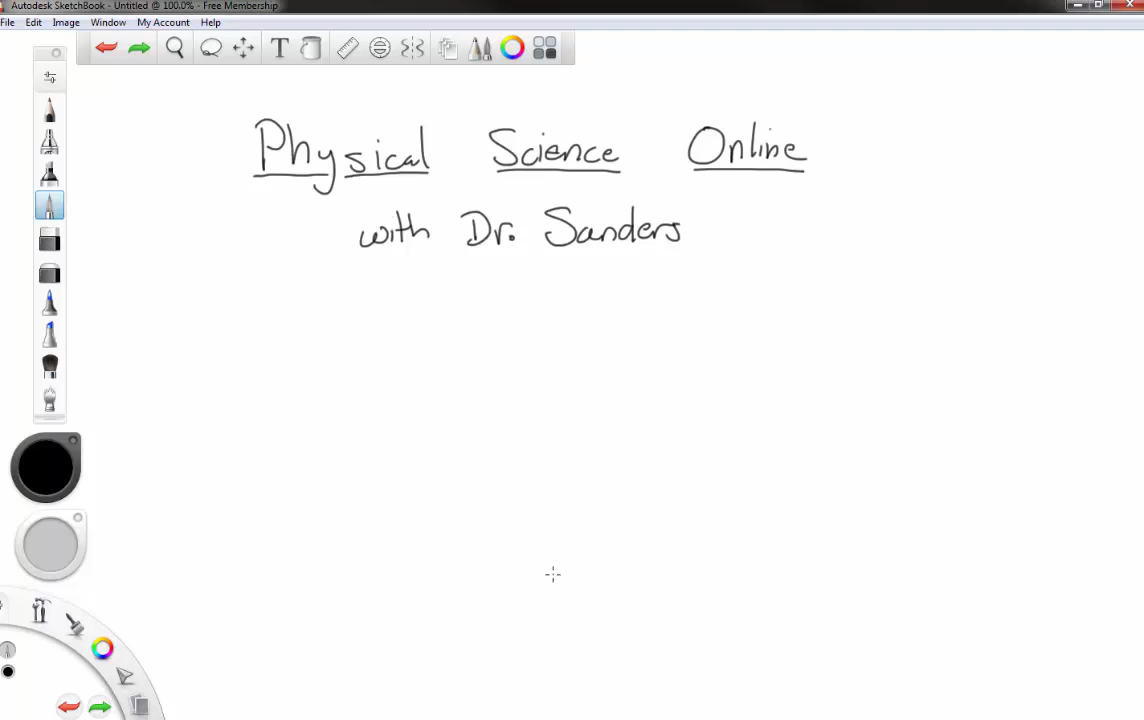 Autodesk SketchBook - Untitled @ 100.0% - Free Membership
File Edit Image Window My Account Help
Physical Science Online
with Dr. Sanders